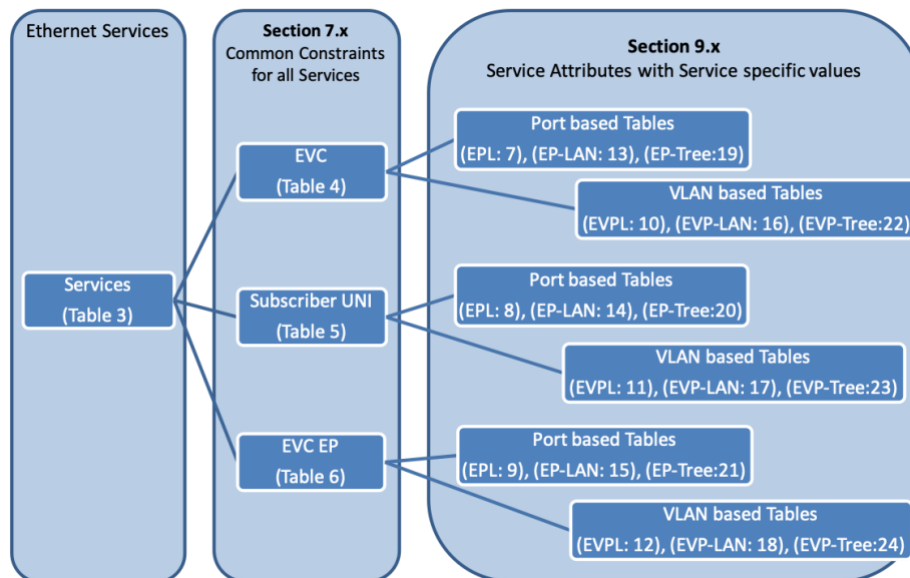 Ethernet Services
Section 7.x
Common Constraints
for all Services
Section 9.x
Service Attributes with Service specific values
Services
(Table 3)
EVC
(Table 4)
Port based Tables
(EPL: 7), (EP-LAN: 13), (EP-Tree:19)
VLAN based Tables
(EVPL: 10), (EVP-LAN: 16), (EVP-Tree:22)
Subscriber UNI
(Table 5)
Port based Tables
(EPL: 8), (EP-LAN: 14), (EP-Tree:20)
VLAN based Tables
(EVPL: 11), (EVP-LAN: 17), (EVP-Tree:23)
EVC EP
(Table 6)
Port based Tables
(EPL: 9), (EP-LAN: 15), (EP-Tree:21)
VLAN based Tables
(EVPL: 12), (EVP-LAN: 18), (EVP-Tree:24)